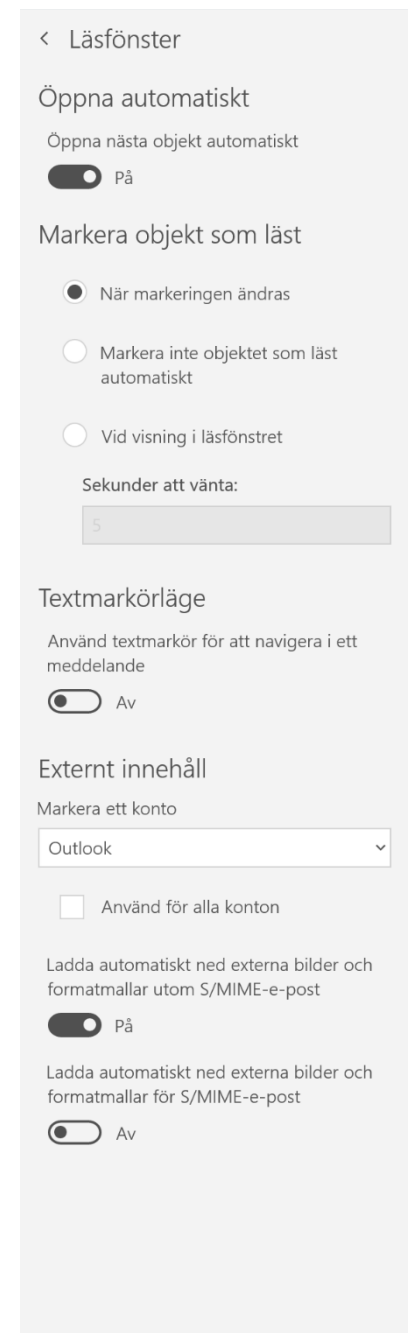 Läsfönster
Öppna automatiskt
Öppna nästa objekt automatiskt
På
Markera objekt som läst
När markeringen ändras
Markera inte objektet som läst
automatiskt
Vid visning i läsfönstret
Sekunder att vänta:
5
Textmarkörläge
Använd textmarkör för att navigera i ett
meddelande
Av
Externt innehåll
Markera ett konto
Outlook
Använd för alla konton
Ladda automatiskt ned externa bilder och
formatmallar utom S/MIME-e-post
På
Ladda automatiskt ned externa bilder och
formatmallar för S/MIME-e-post
Av